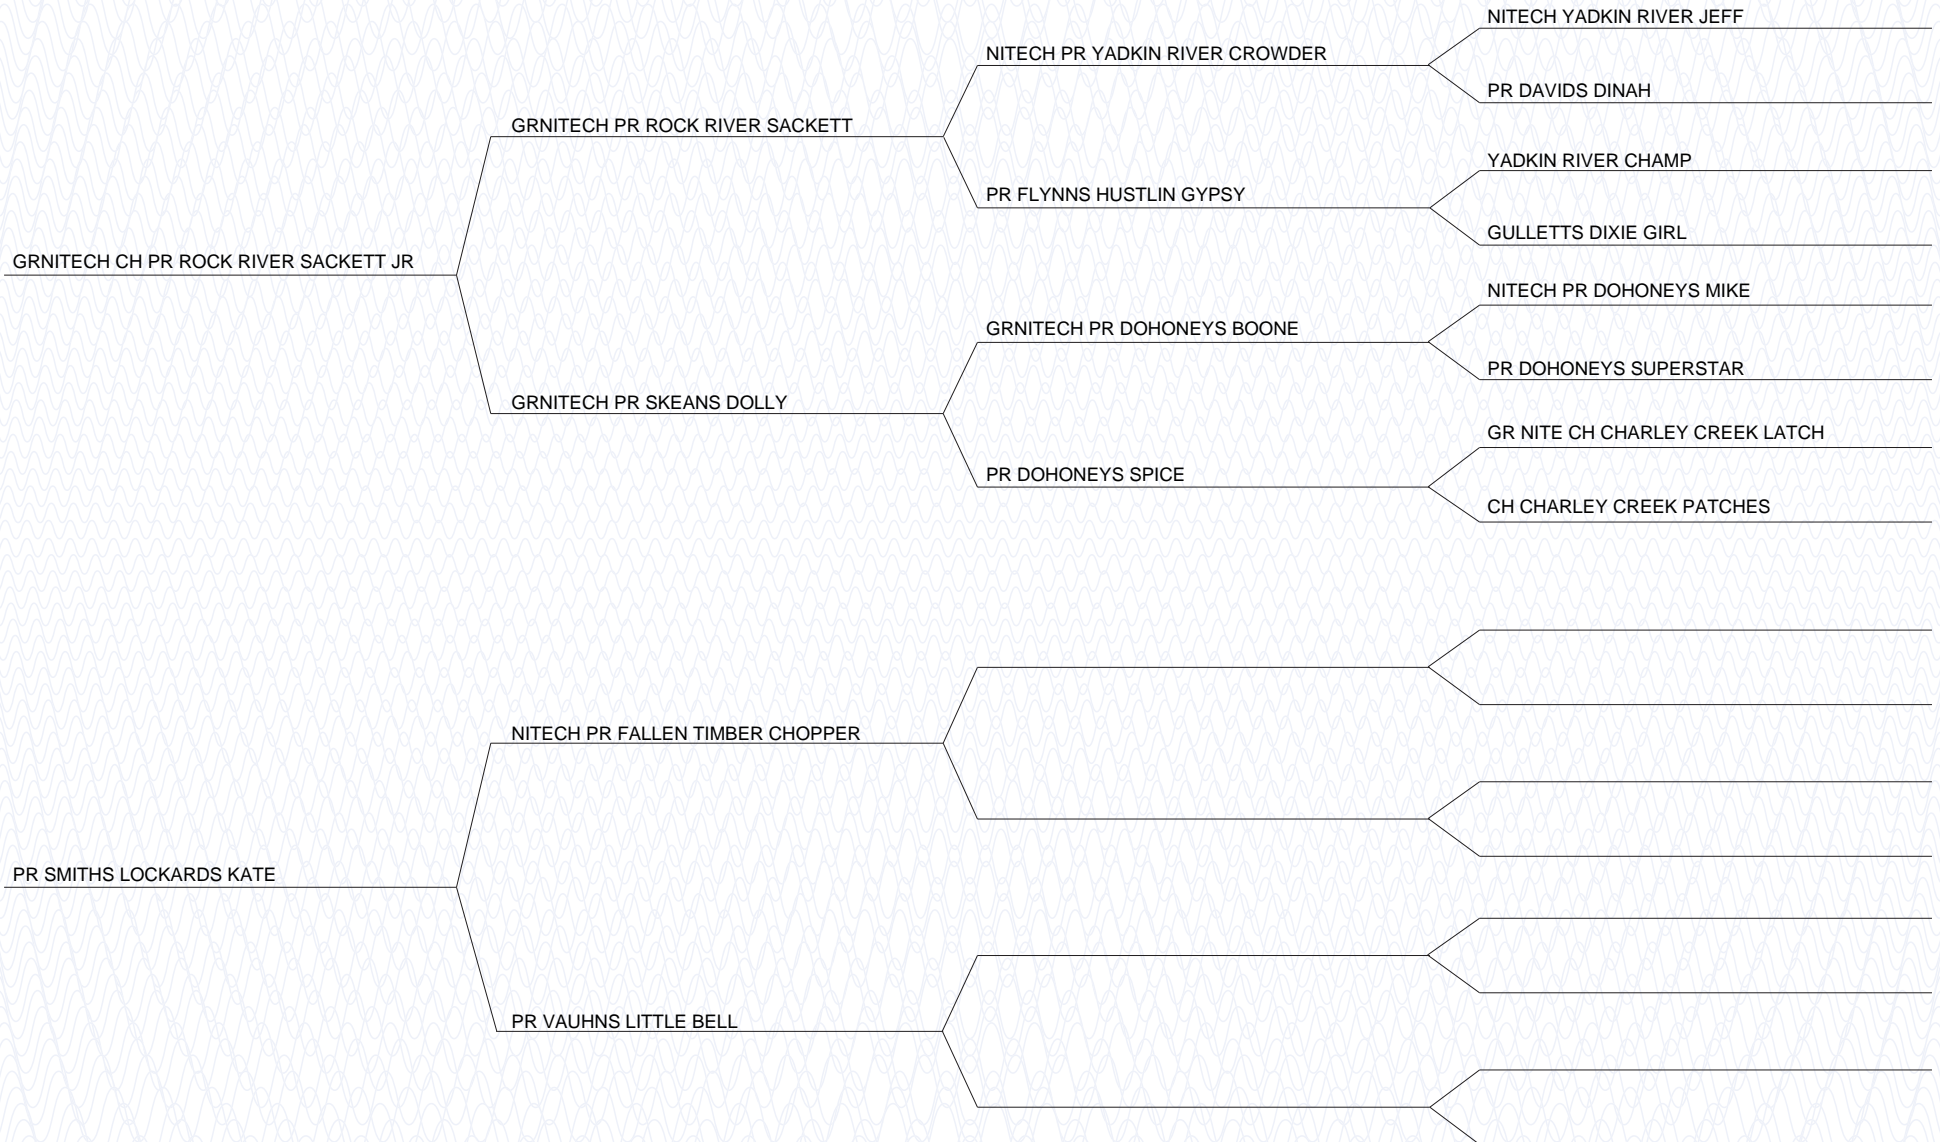 NITECH YADKIN RIVER JEFF
NITECH PR YADKIN RIVER CROWDER
PR DAVIDS DINAH
GRNITECH PR ROCK RIVER SACKETT
YADKIN RIVER CHAMP
PR FLYNNS HUSTLIN GYPSY
GULLETTS DIXIE GIRL
GRNITECH CH PR ROCK RIVER SACKETT JR
NITECH PR DOHONEYS MIKE
GRNITECH PR DOHONEYS BOONE
PR DOHONEYS SUPERSTAR
GRNITECH PR SKEANS DOLLY
GR NITE CH CHARLEY CREEK LATCH
PR DOHONEYS SPICE
CH CHARLEY CREEK PATCHES
NITECH PR FALLEN TIMBER CHOPPER
PR SMITHS LOCKARDS KATE
PR VAUHNS LITTLE BELL